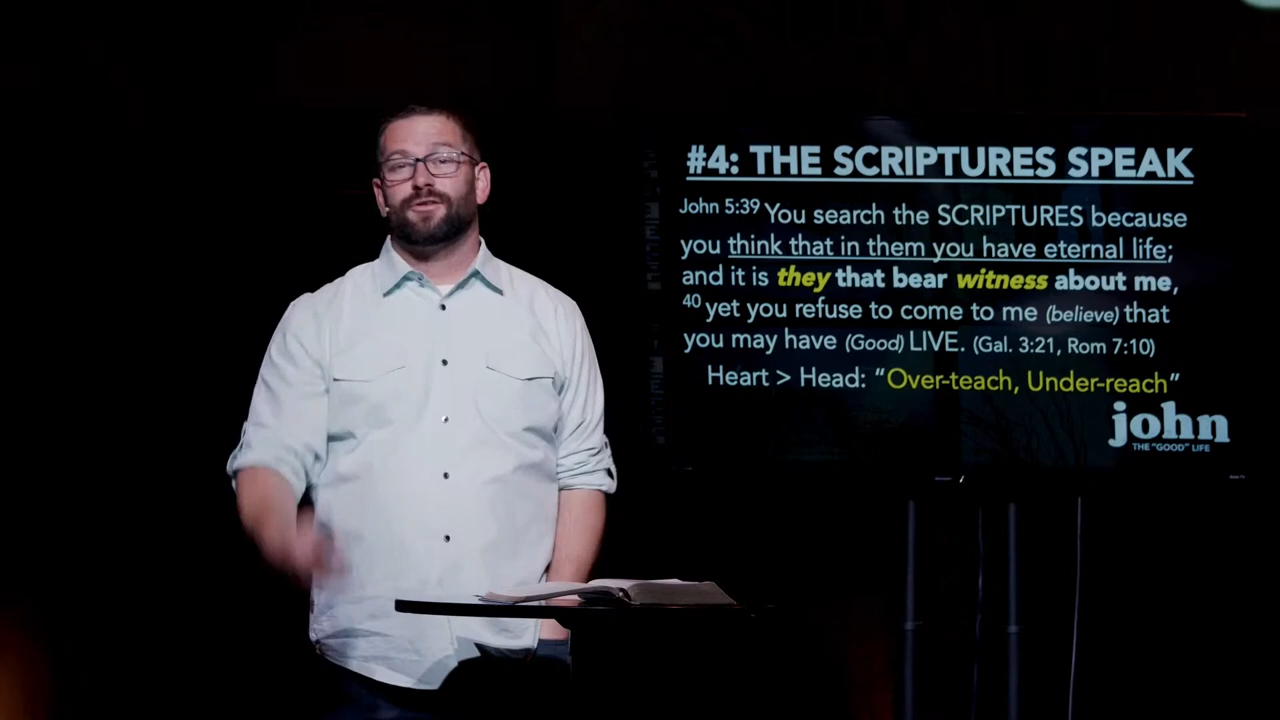 #4: THE SCRIPTURES SPEAK
John 5:39 You search the SCRIPTURES because
you think that in them you have eternal life;
and it is they that bear witness about me,
40 yet you refuse to come to me (believe) that
you may have (Good) LIVE. (Gal. 3:21, Rom 7:10)
Heart > Head: “Over-teach, Under-reach”
john
THE "GOOD" LIFE